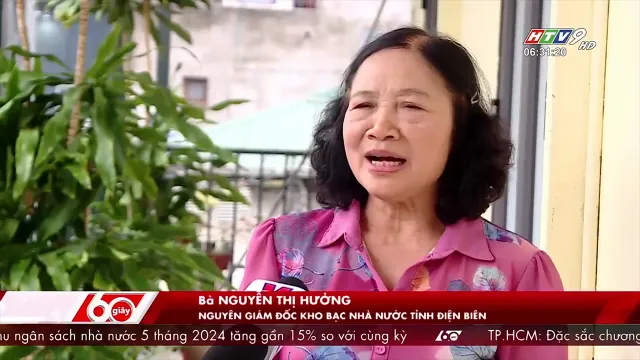 HTV9 HD
06:31:20
60 giây
Bà NGUYỄN THỊ HƯỜNG
NGUYÊN GIÁM ĐỐC KHO BẠC NHÀ NƯỚC TỈNH ĐIỆN BIÊN
hu ngân sách nhà nước 5 tháng 2024 tăng gần 15% so với cùng kỳ 60 TP.HCM: Đặc sắc chương